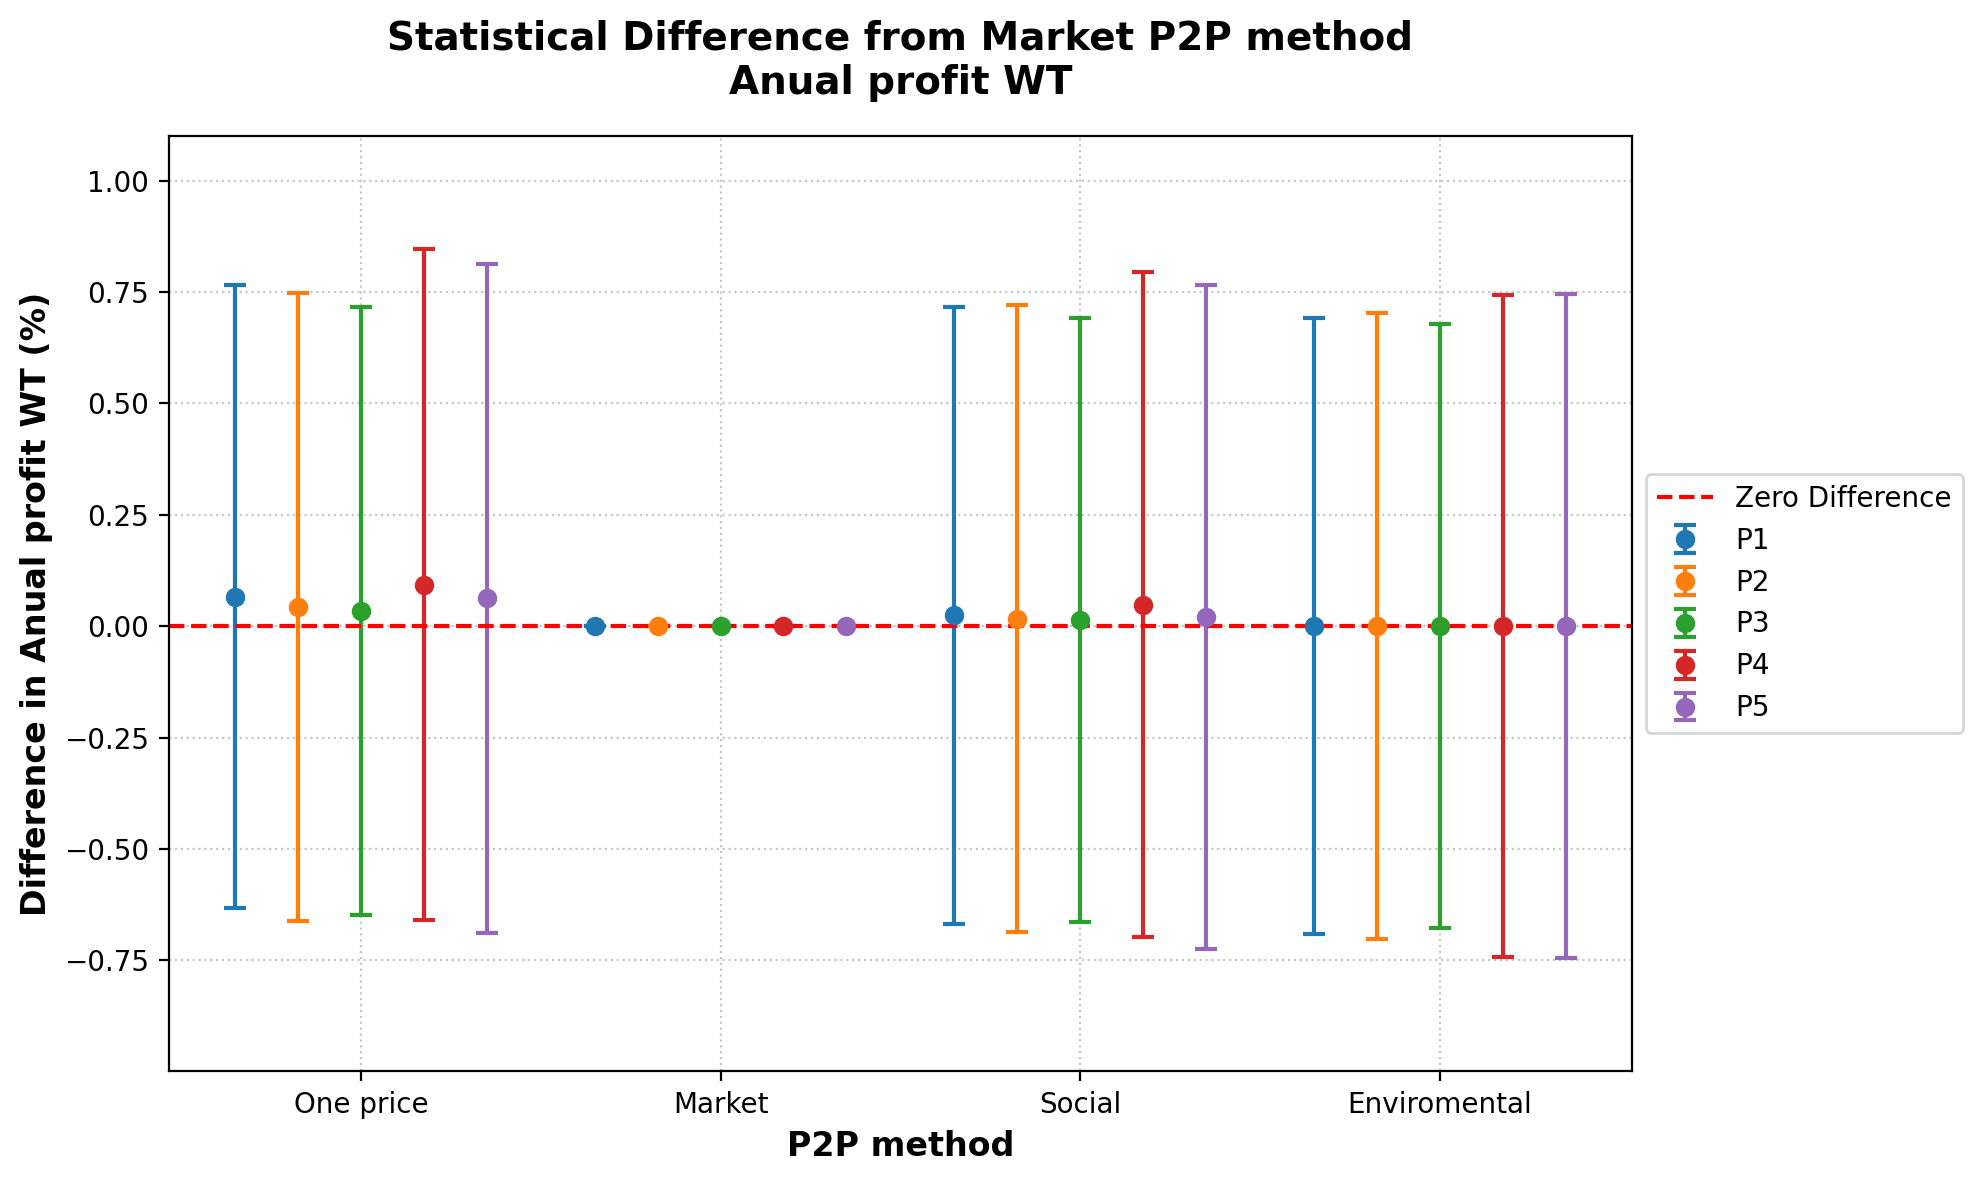 Statistical Difference from Market P2P method
Anual profit WT
Difference in Anual profit WT (%)
1.00
0.75
0.50
0.25
0.00
−0.25
−0.50
−0.75
One price
Market
Social
Enviromental
P2P method
Zero Difference
P1
P2
P3
P4
P5